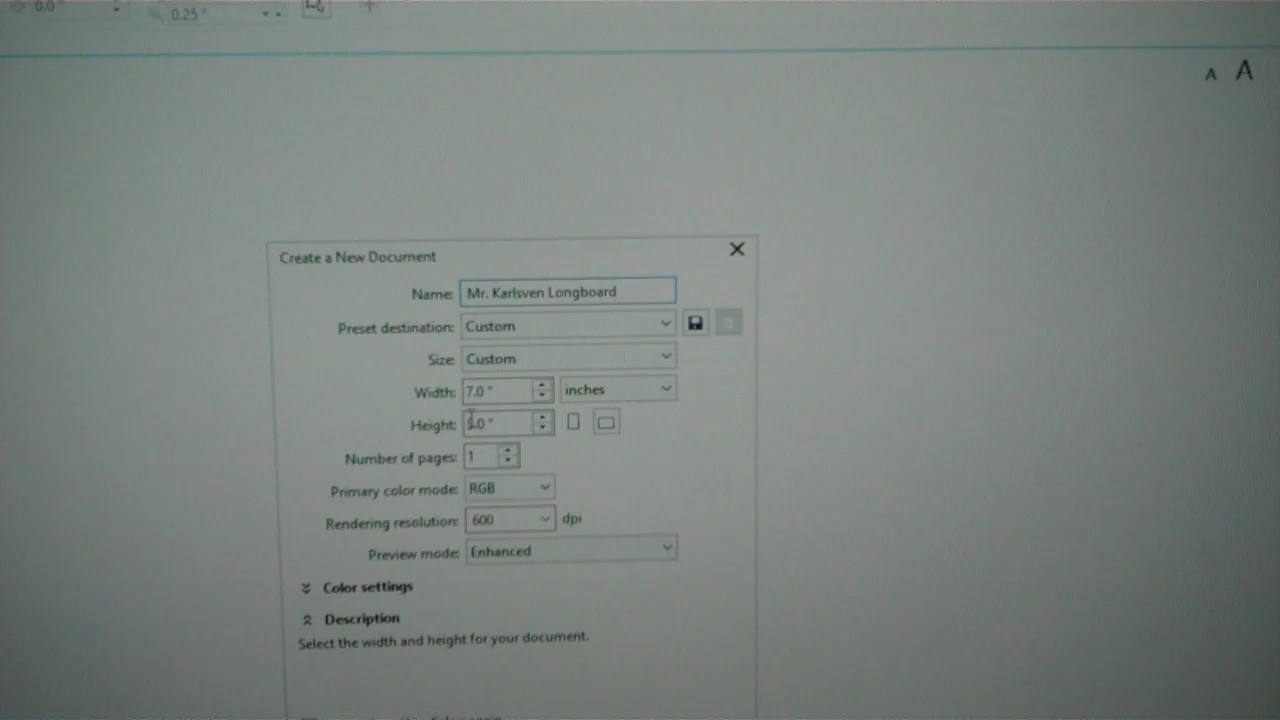 0.0 "
0.25 "
A A
Create a New Document
Name: Mr. Karlsven Longboard
Preset destination: Custom
Size: Custom
Width: 7.0 " inches
Height:
Number of pages: 1
Primary color mode: RGB
Rendering resolution: 600 dpi
Preview mode: Enhanced
Color settings
Description
Select the width and height for your document.